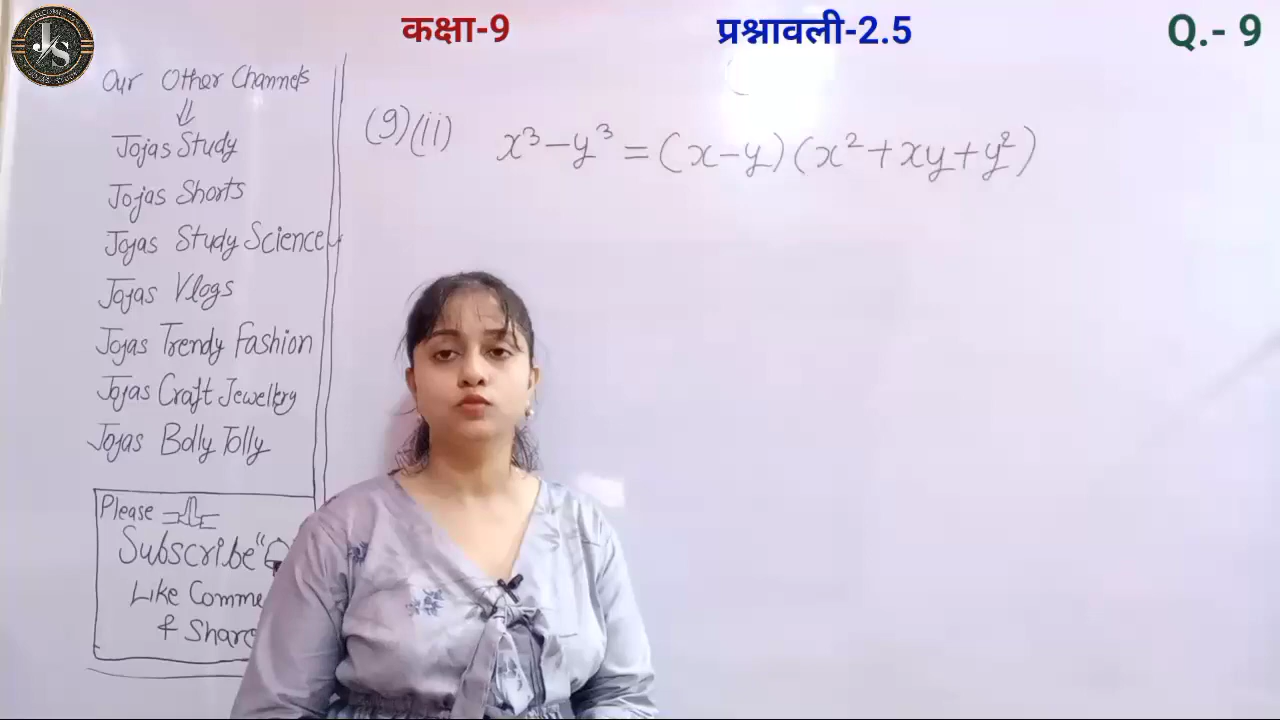 कक्षा-9
प्रश्नावली-2.5
Q.- 9
J/S
Our Other Channels
⇓
Jojas Study
Jojas Shorts
Jojas Study Science
Jojas Vlogs
Jojas Trendy Fashion
Jojas Craft Jewellery
Jojas Bolly Tolly
Please
Subscribe
Like Comme
& Share
(9)(ii) x³-y³ = (x-y)(x²+xy+y²)